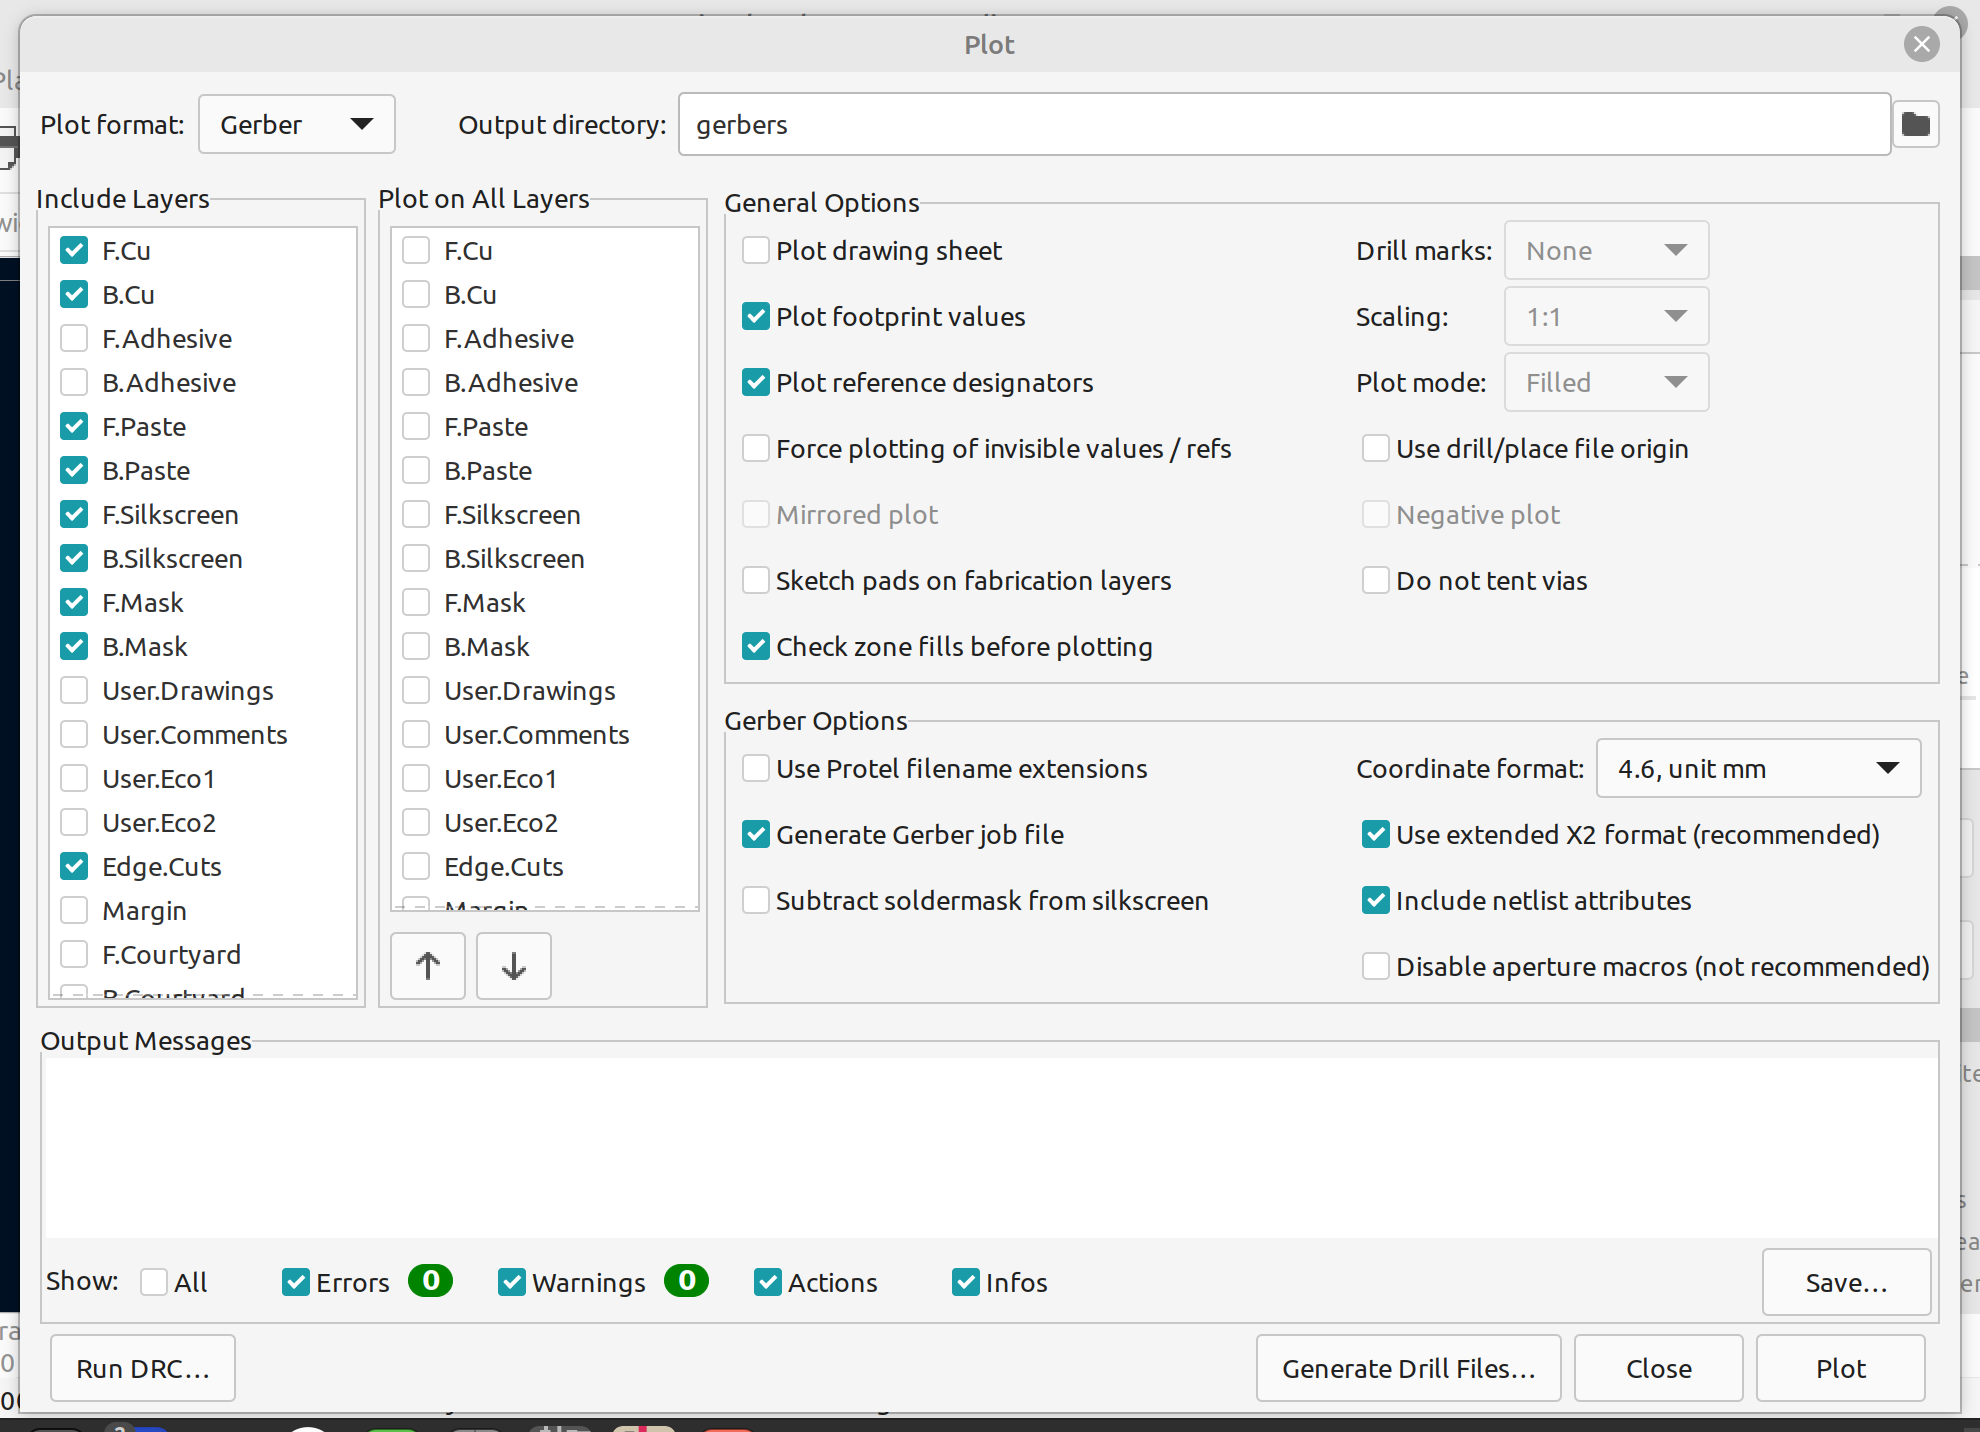 Plot
Plot format:
Gerber
Output directory:
gerbers
Include Layers
F.Cu
B.Cu
F.Adhesive
B.Adhesive
F.Paste
B.Paste
F.Silkscreen
B.Silkscreen
F.Mask
B.Mask
User.Drawings
User.Comments
User.Eco1
User.Eco2
Edge.Cuts
Margin
F.Courtyard
B.Courtyard
Plot on All Layers
F.Cu
B.Cu
F.Adhesive
B.Adhesive
F.Paste
B.Paste
F.Silkscreen
B.Silkscreen
F.Mask
B.Mask
User.Drawings
User.Comments
User.Eco1
User.Eco2
Edge.Cuts
Margin
General Options
Plot drawing sheet
Plot footprint values
Plot reference designators
Force plotting of invisible values / refs
Mirrored plot
Sketch pads on fabrication layers
Check zone fills before plotting
Drill marks:
None
Scaling:
1:1
Plot mode:
Filled
Use drill/place file origin
Negative plot
Do not tent vias
Gerber Options
Use Protel filename extensions
Generate Gerber job file
Subtract soldermask from silkscreen
Coordinate format:
4.6, unit mm
Use extended X2 format (recommended)
Include netlist attributes
Disable aperture macros (not recommended)
Output Messages
Show:
All
Errors
0
Warnings
0
Actions
Infos
Save...
Run DRC...
Generate Drill Files...
Close
Plot